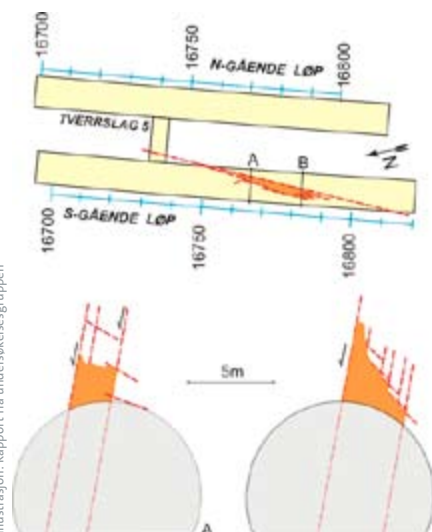 16700
16750
16800
N-GÅENDE LØP
TVERRSLAG 5
A
B
N
16700
16750
16800
S-GÅENDE LØP
5m
A
Illustrasjon: Rapport fra undersøkelsesgruppen